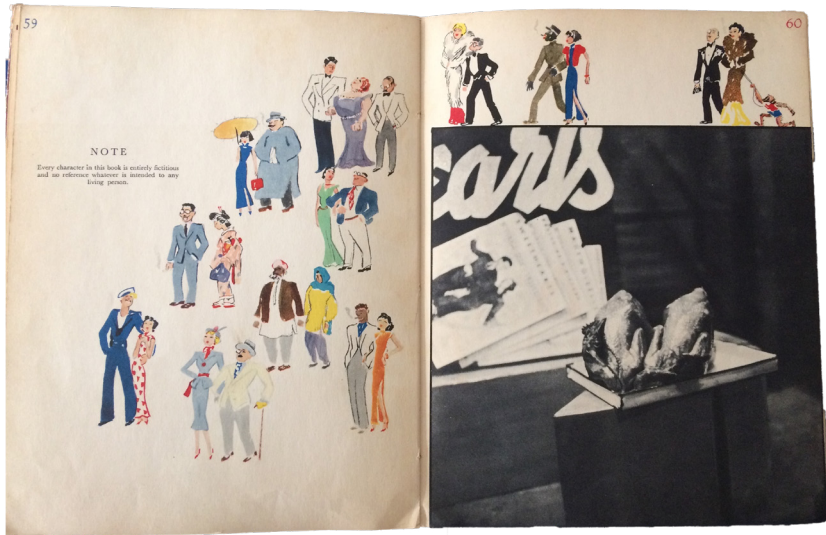 59
NOTE
Every character in this book is entirely fictitious
and no reference whatever is intended to any
living person.
60
carls